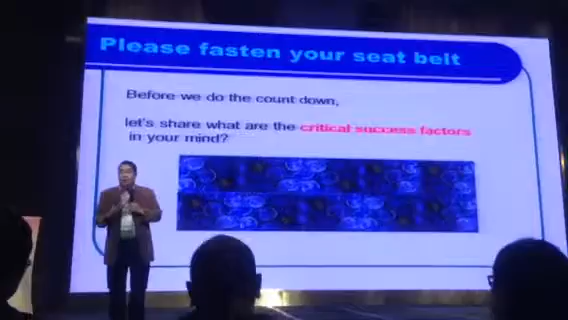 Please fasten your seat belt
Before we do the count down,
let's share what are the critical success factors
in your mind?